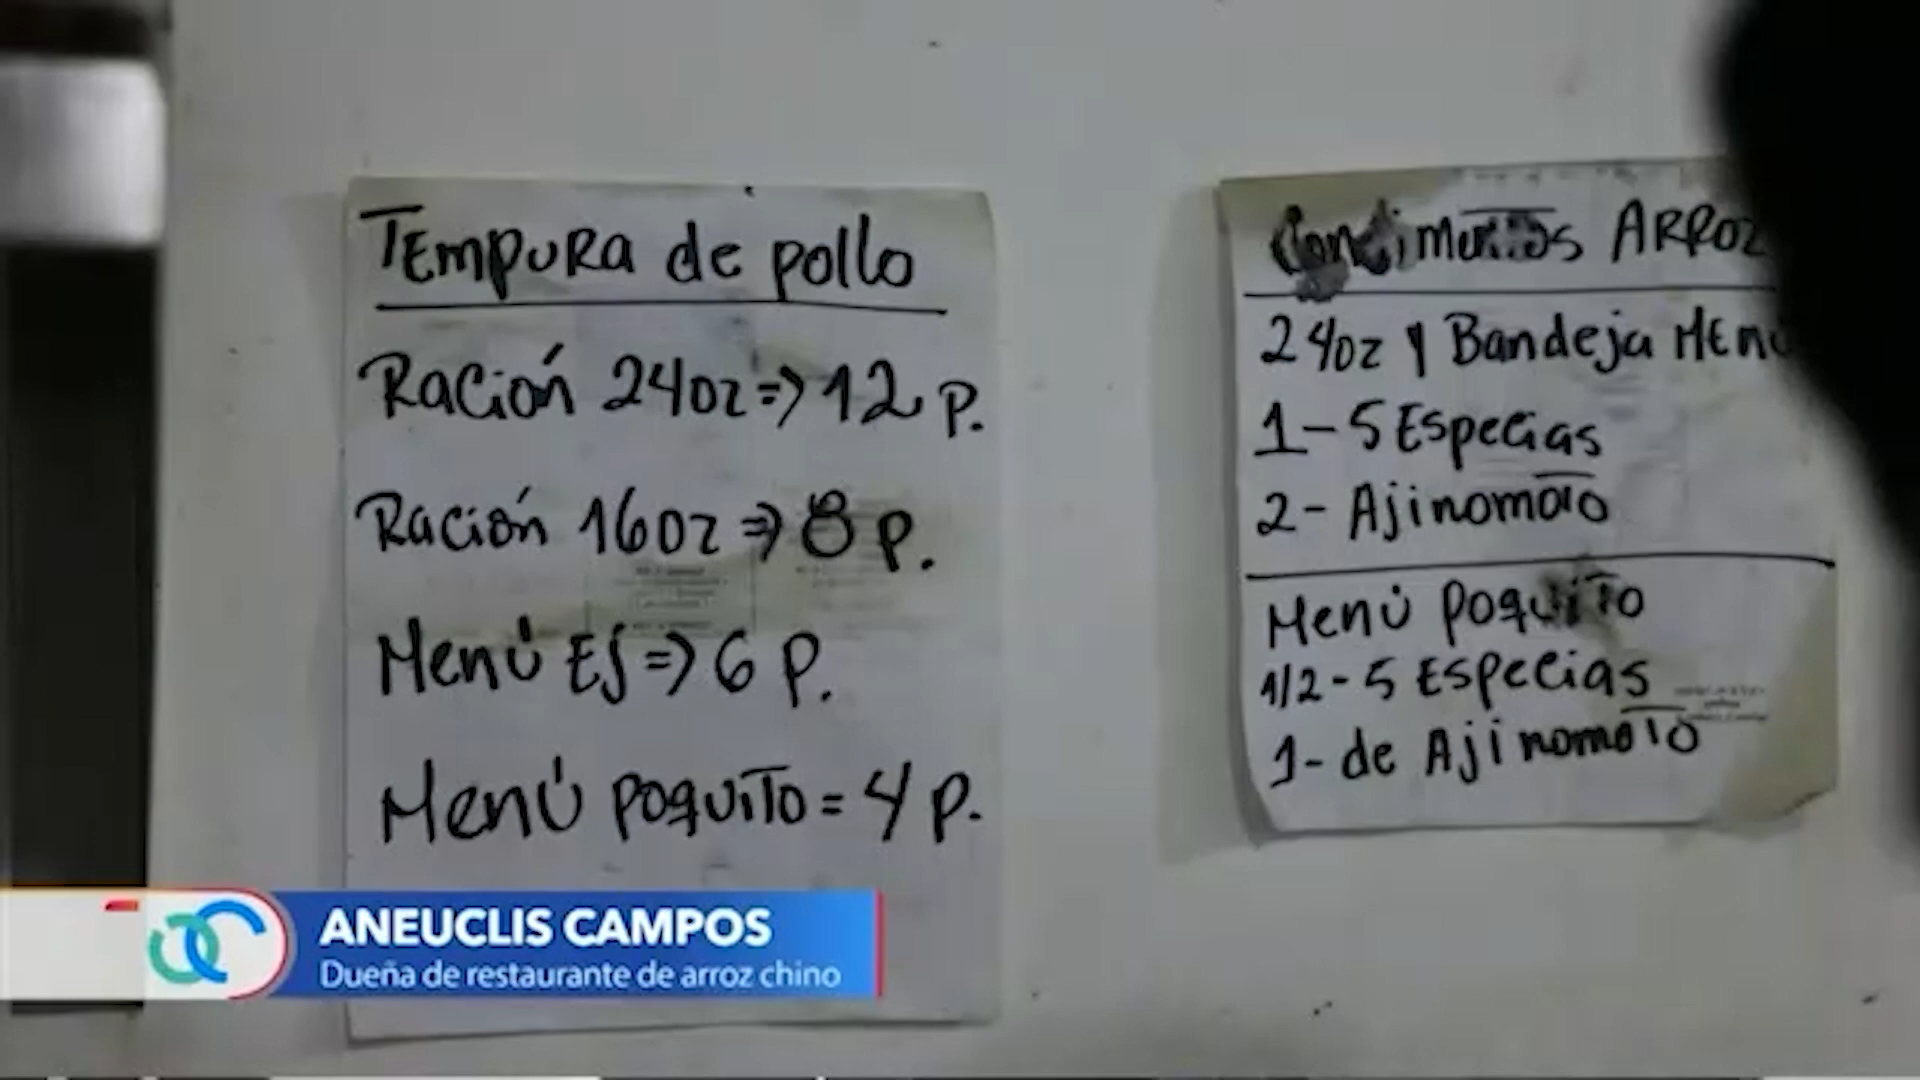 TEmpURa de pollo
Ración 24oz => 12 p.
Ración 16oz => 8 p.
Menú Ej => 6 p.
Menú poquito = 4 p.
Condimentos ARROZ
24oz y Bandeja Menú
1- 5 Especias
2- Ajinomoto
Menú poquito
1/2 - 5 Especias
1- de Ajinomoto
ANEUCLIS CAMPOS
Dueña de restaurante de arroz chino